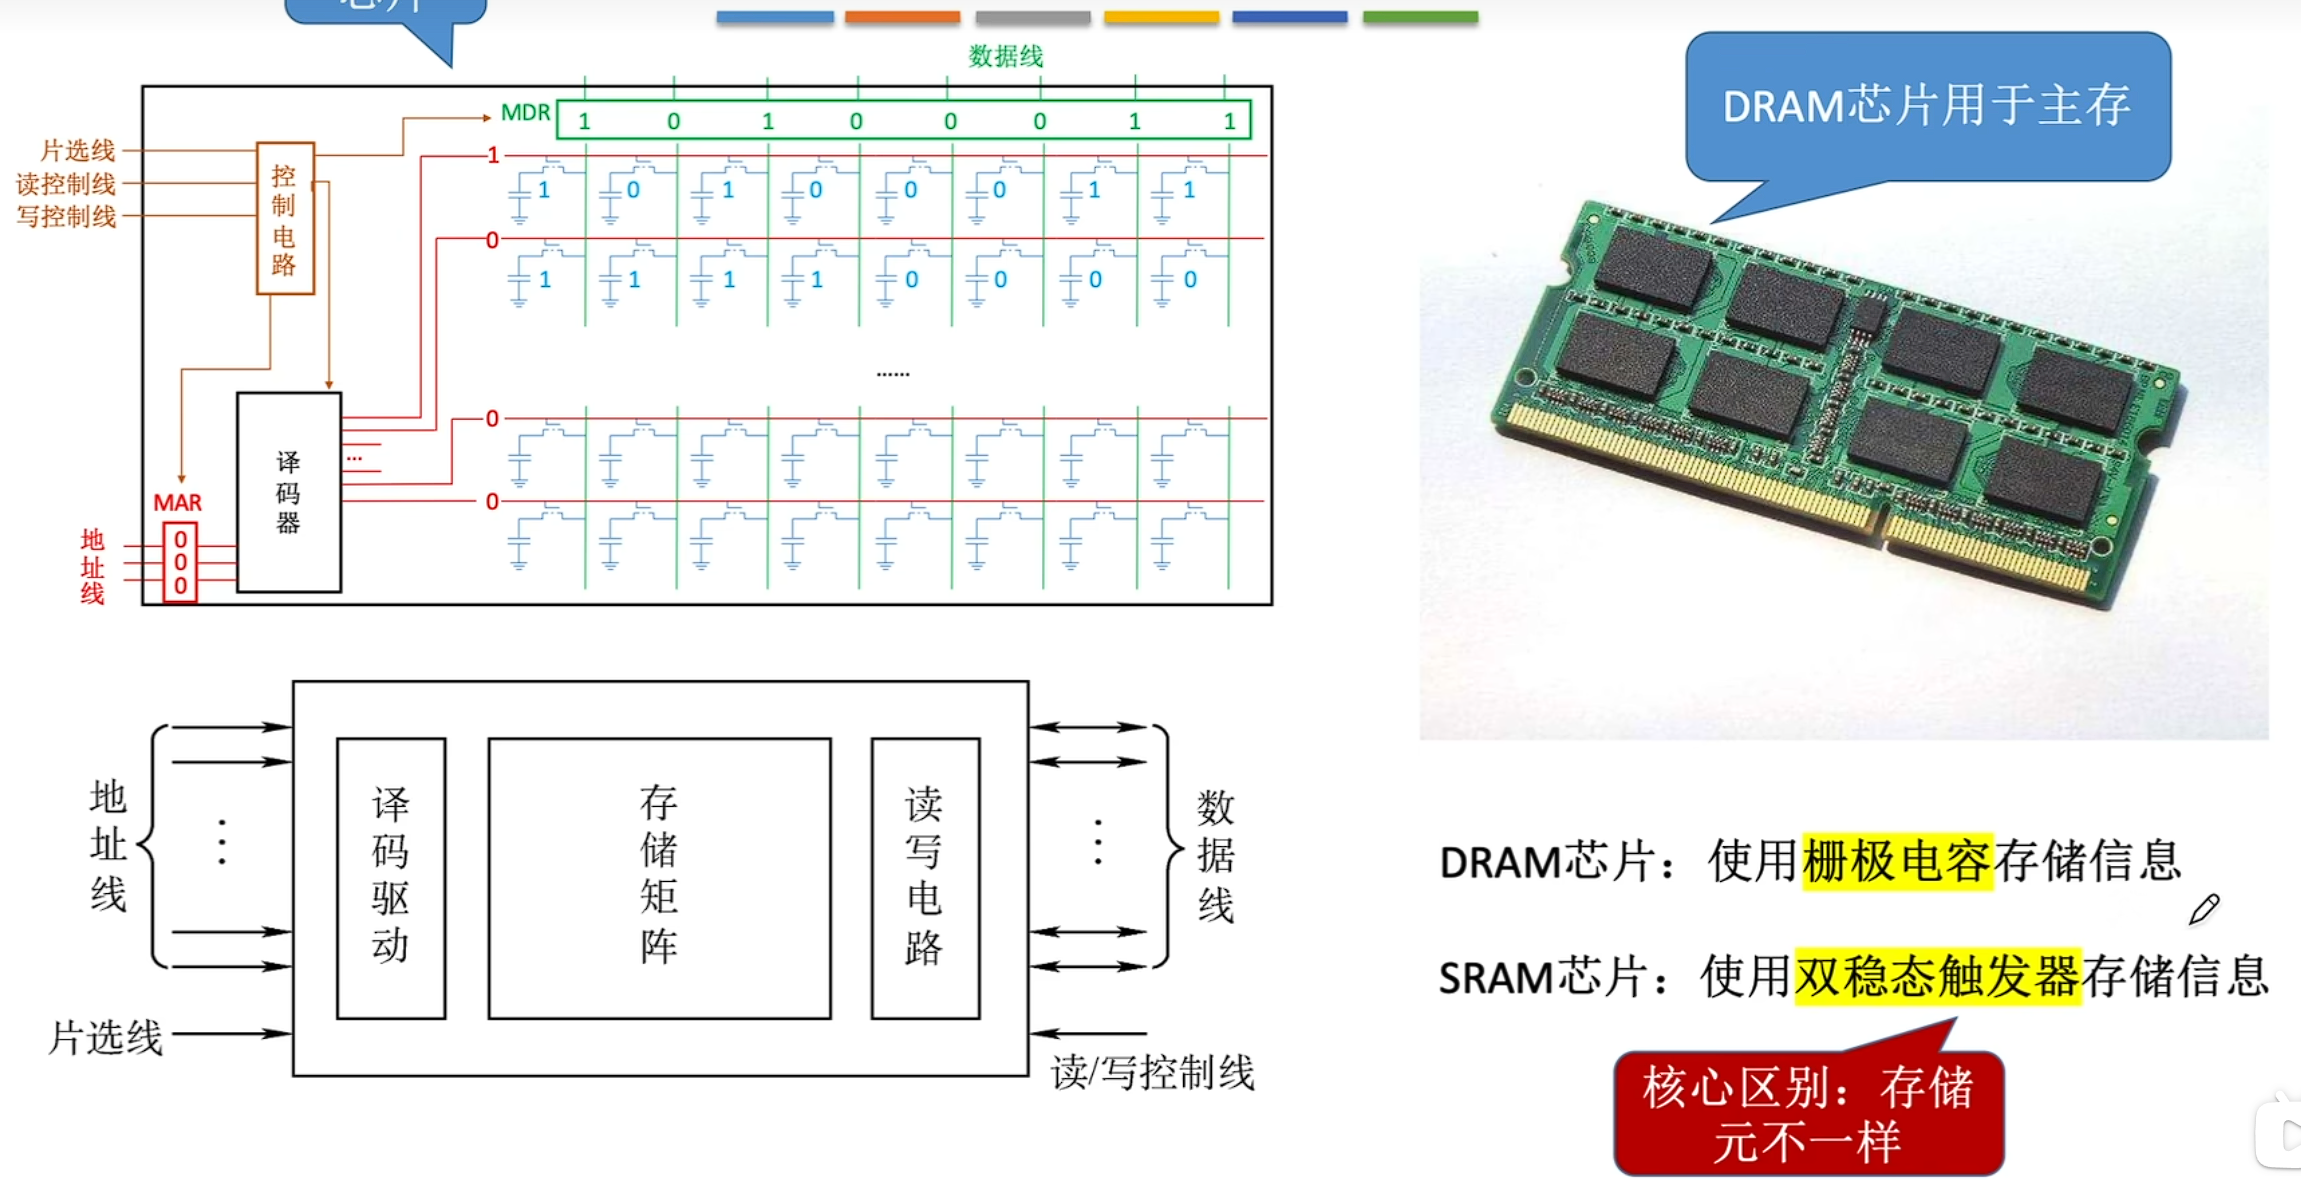 芯片
数据线
MDR 1 0 1 0 0 0 1 1
片选线
读控制线
写控制线
控制电路
1
1 0 1 0 0 0 1 1
0
1 1 1 1 0 0 0 0
……
0
...
0
译码器
MAR
地址线
0
0
0
DRAM芯片用于主存
地址线
译码驱动
存储矩阵
读写电路
数据线
片选线
读/写控制线
DRAM芯片：使用栅极电容存储信息
SRAM芯片：使用双稳态触发器存储信息
核心区别：存储
元不一样